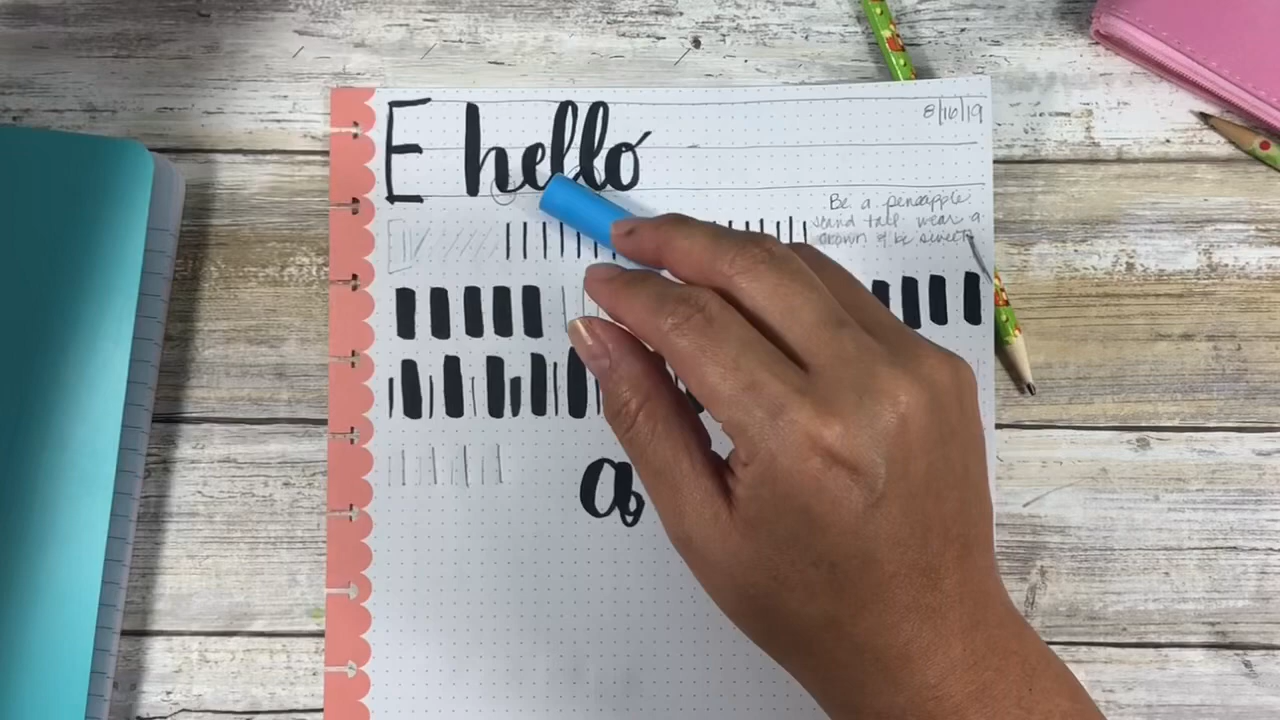 E hello
8/16/19
Be a pineapple
stand tall wear a
crown & be sweet
a